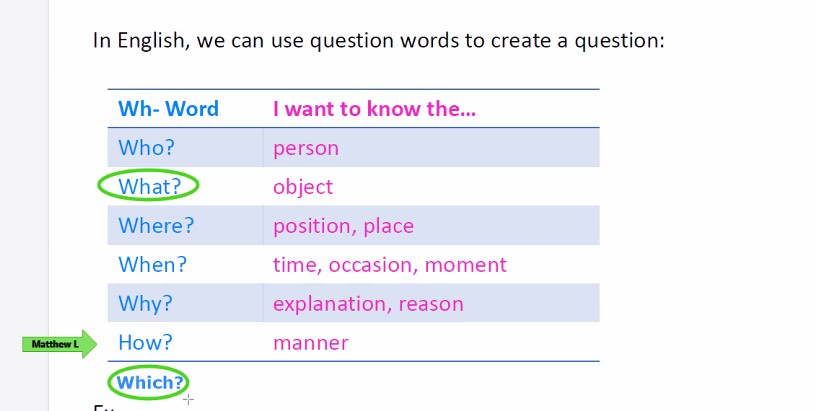 In English, we can use question words to create a question:
Wh- Word I want to know the...
Who? person
What? object
Where? position, place
When? time, occasion, moment
Why? explanation, reason
Matthew L How? manner
Which?